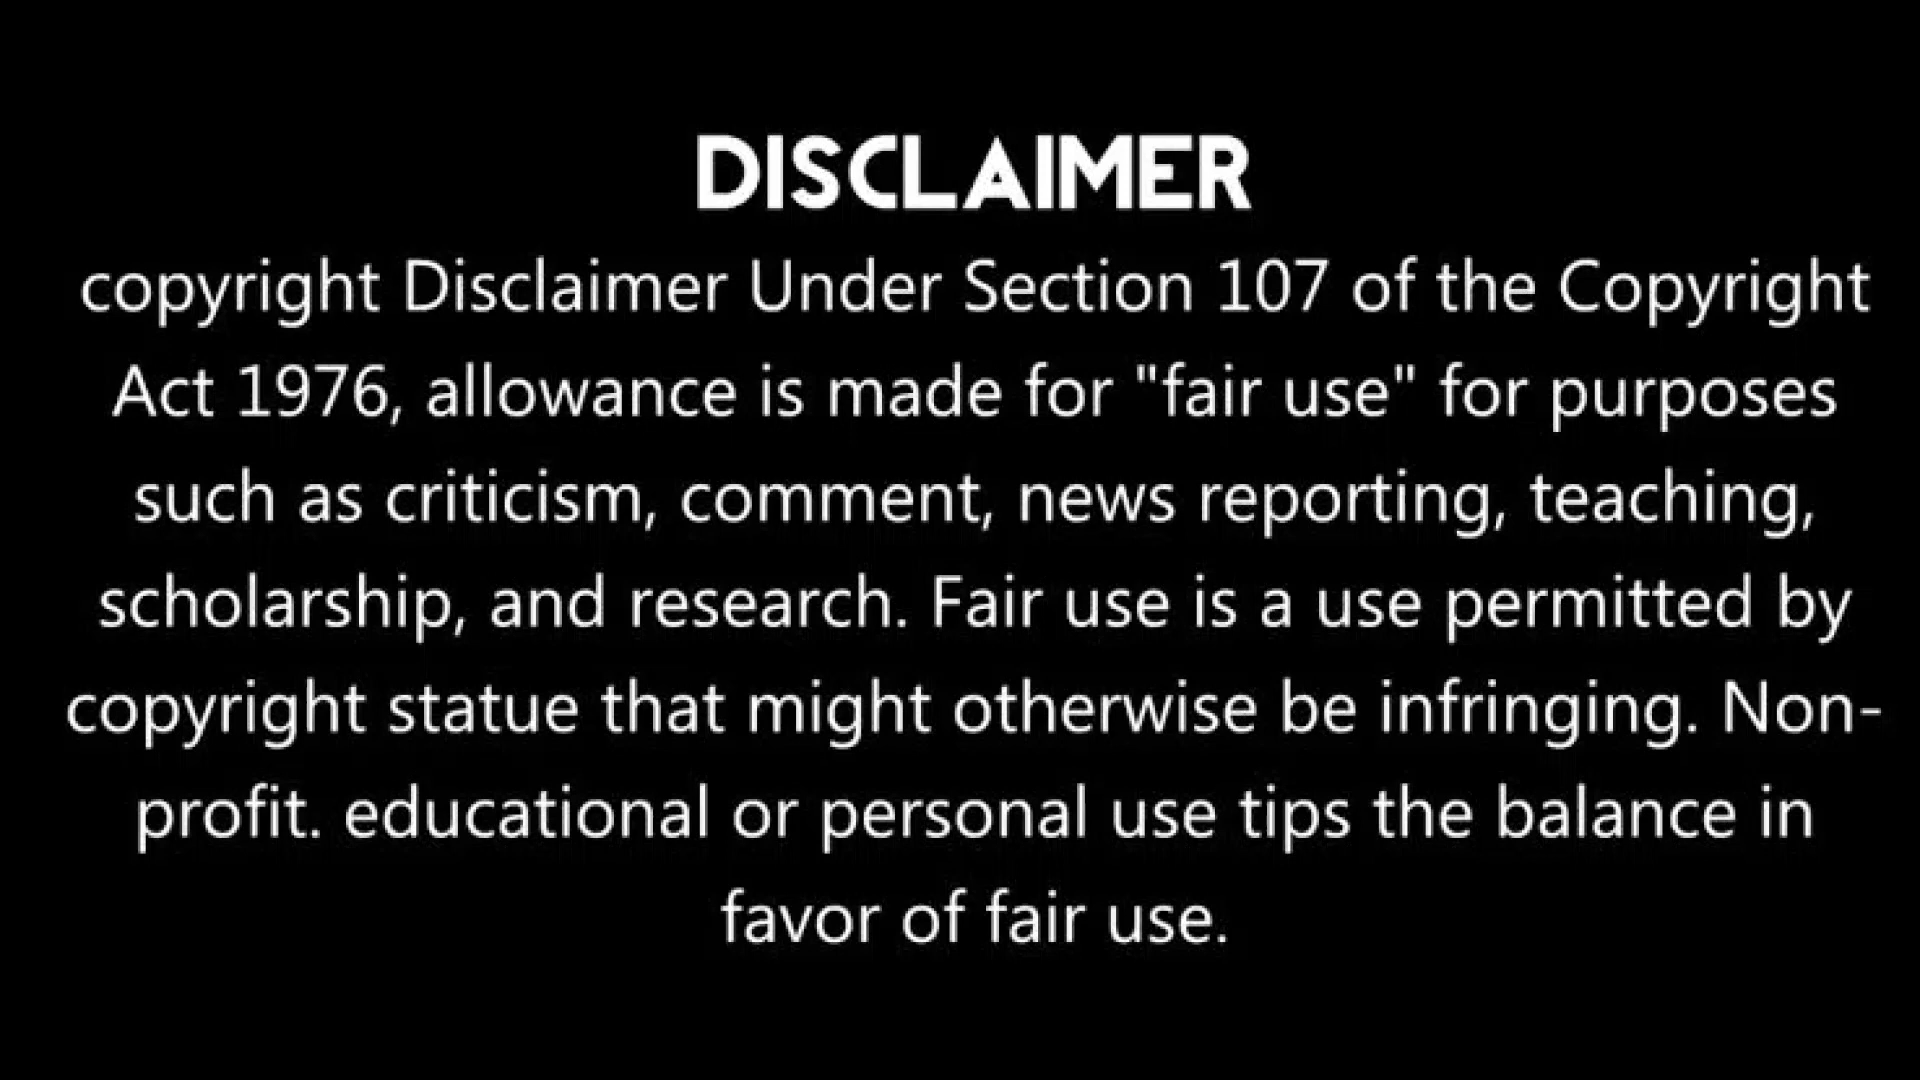 DISCLAIMER
copyright Disclaimer Under Section 107 of the Copyright
Act 1976, allowance is made for "fair use" for purposes
such as criticism, comment, news reporting, teaching,
scholarship, and research. Fair use is a use permitted by
copyright statue that might otherwise be infringing. Non-
profit. educational or personal use tips the balance in
favor of fair use.